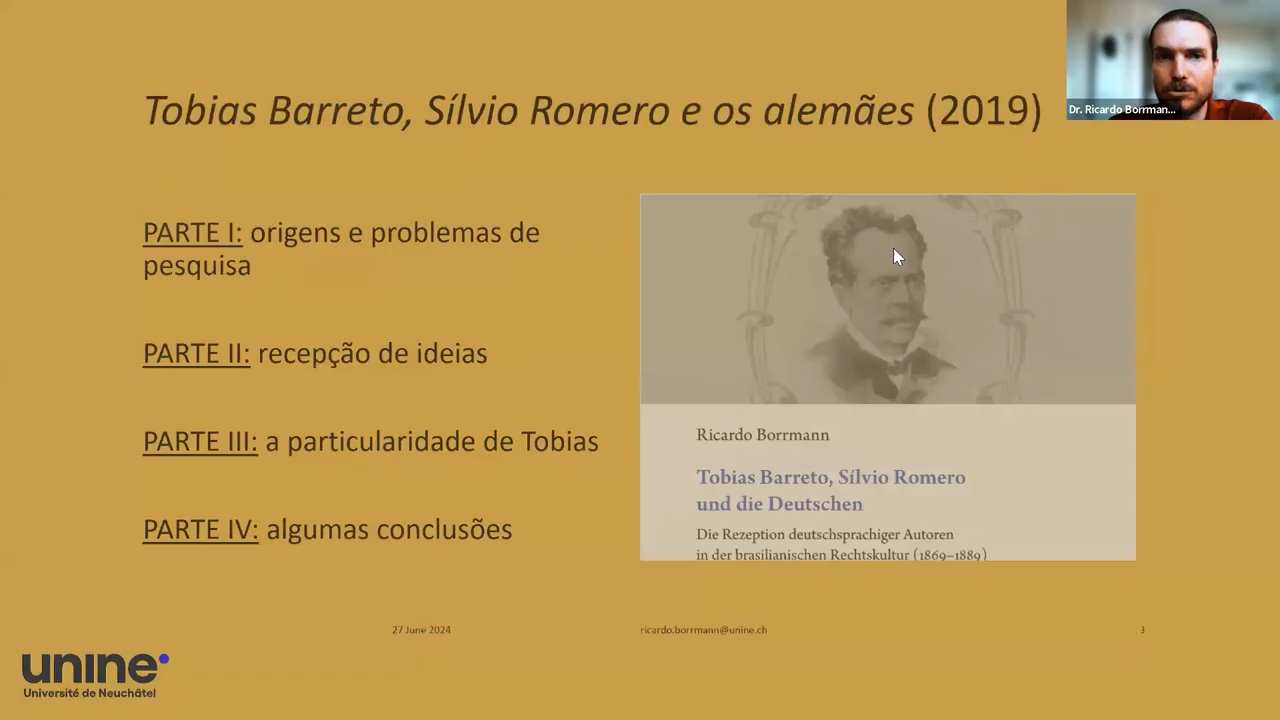 Tobias Barreto, Sílvio Romero e os alemães (2019)
Dr. Ricardo Borrman...
PARTE I: origens e problemas de
pesquisa
PARTE II: recepção de ideias
PARTE III: a particularidade de Tobias
PARTE IV: algumas conclusões
Ricardo Borrmann
Tobias Barreto, Sílvio Romero
und die Deutschen
Die Rezeption deutschsprachiger Autoren
in der brasilianischen Rechtskultur (1869–1889)
27 June 2024
ricardo.borrmann@unine.ch
3
unine
Université de Neuchâtel